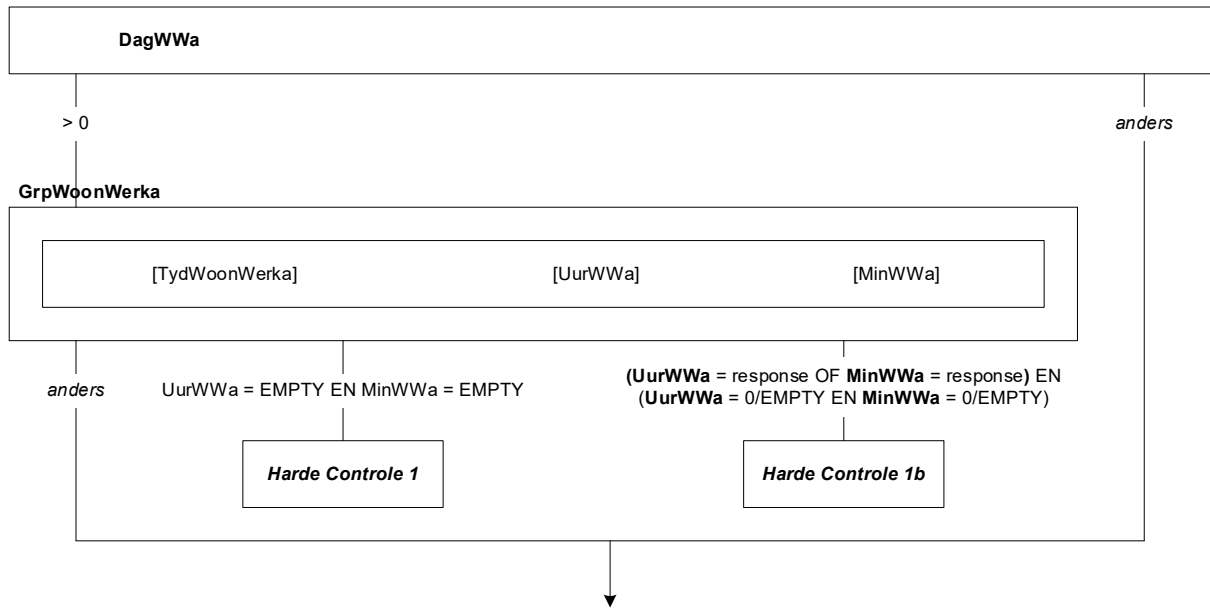 DagWWa
> 0
anders
GrpWoonWerka
[TydWoonWerka] [UurWWa] [MinWWa]
anders
UurWWa = EMPTY EN MinWWa = EMPTY
(UurWWa = response OF MinWWa = response) EN
(UurWWa = 0/EMPTY EN MinWWa = 0/EMPTY)
Harde Controle 1
Harde Controle 1b